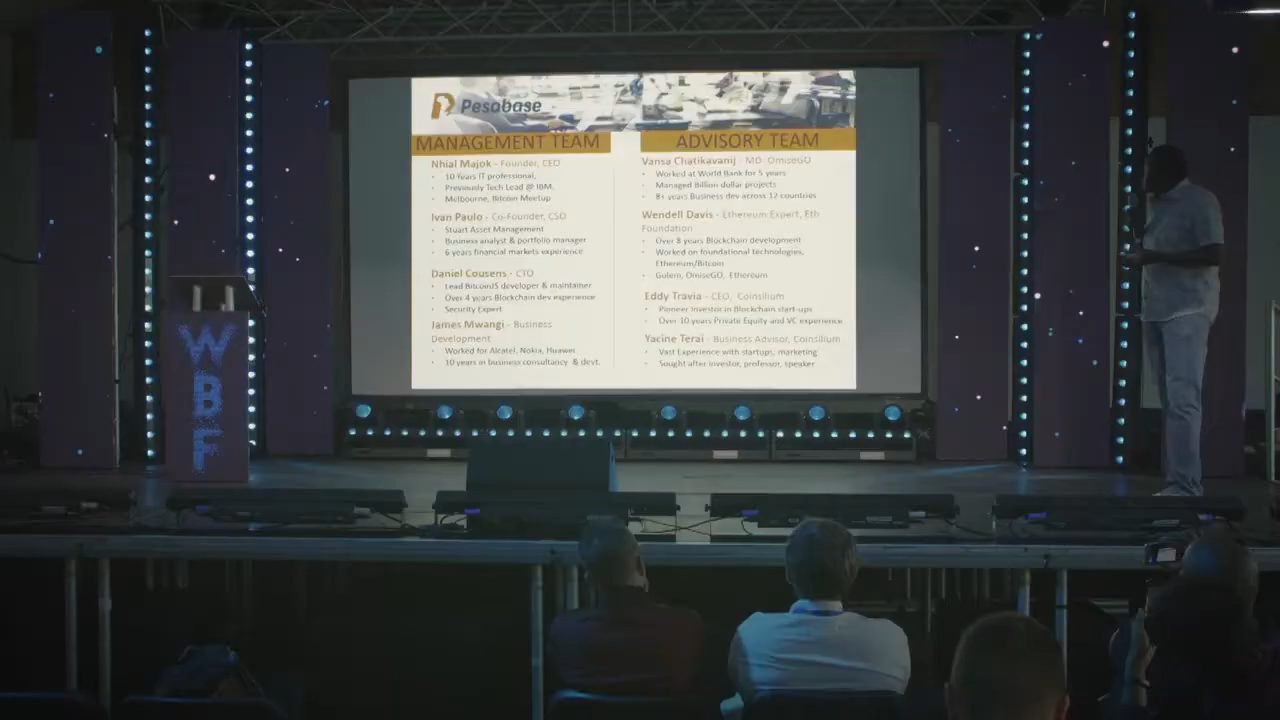 Pesabase
MANAGEMENT TEAM
Nhial Majok - Founder, CEO
• 10 Years IT professional,
• Previously Tech Lead @ IBM,
• Melbourne, Bitcoin Meetup
Ivan Paulo - Co-Founder, CSO
• Stuart Asset Management
• Business analyst & portfolio manager
• 6 years financial markets experience
Daniel Cousens - CTO
• Lead BitcoinJS developer & maintainer
• Over 4 years Blockchain dev experience
• Security Expert
James Mwangi - Business
Development
• Worked for Alcatel, Nokia, Huawei
• 10 years in business consultancy & devt.
ADVISORY TEAM
Vansa Chatikavanij - MD- OmiseGO
• Worked at World Bank for 5 years
• Managed Billion dollar projects
• 8+ years Business dev across 12 countries
Wendell Davis - Ethereum Expert, Eth
Foundation
• Over 8 years Blockchain development
• Worked on foundational technologies,
Ethereum/Bitcoin
• Golem, OmiseGO, Ethereum
Eddy Travia - CEO, Coinsilium
• Pioneer Investor in Blockchain start-ups
• Over 10 years Private Equity and VC experience
Yacine Terai - Business Advisor, Coinsilium
• Vast Experience with startups, marketing
• Sought after investor, professor, speaker
W
B
F